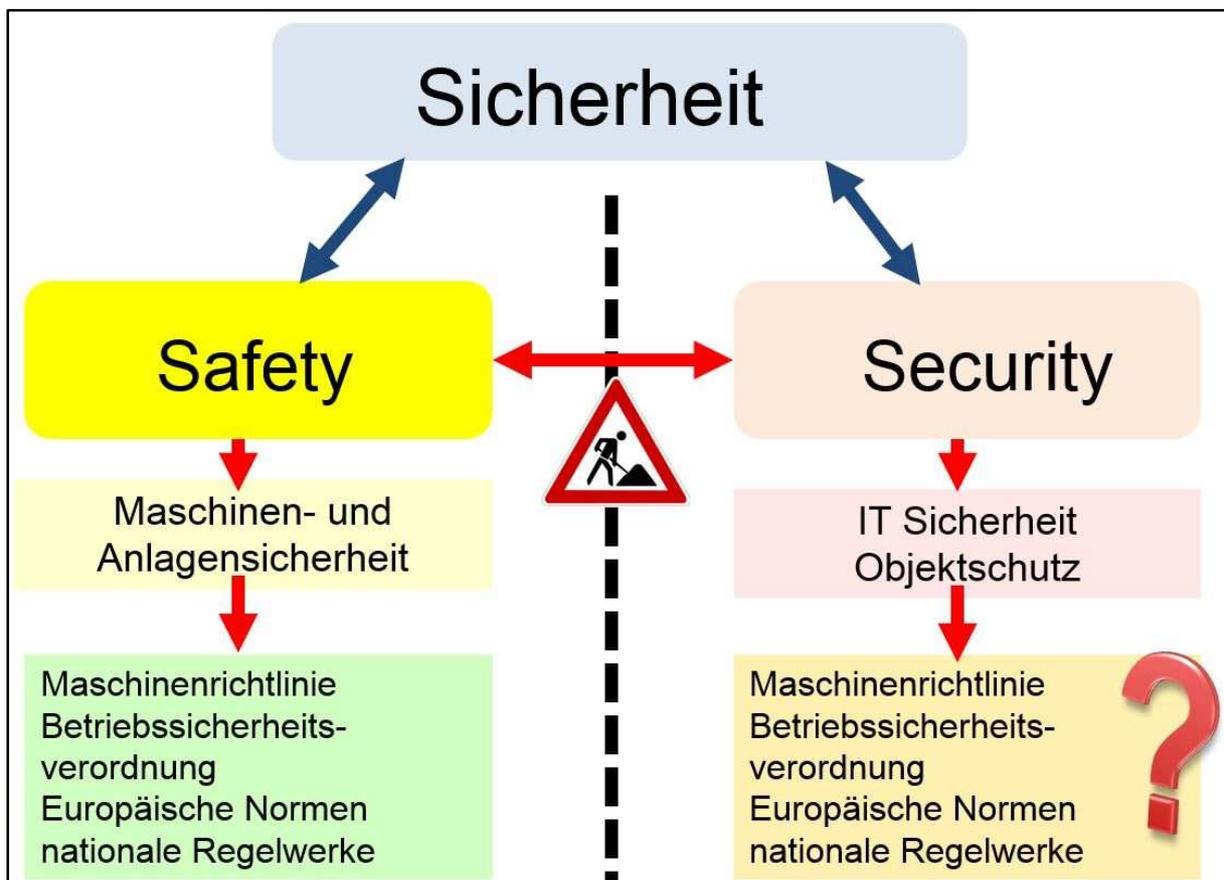 Sicherheit
Safety
Security
Maschinen- und
Anlagensicherheit
IT Sicherheit
Objektschutz
Maschinenrichtlinie
Betriebssicherheits-
verordnung
Europäische Normen
nationale Regelwerke
Maschinenrichtlinie
Betriebssicherheits-
verordnung
Europäische Normen
nationale Regelwerke
?